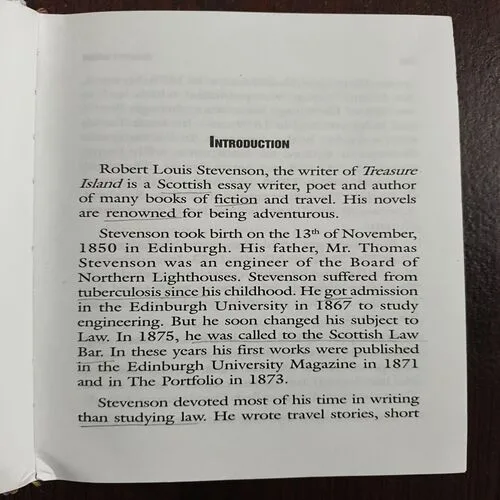 INTRODUCTION
Robert Louis Stevenson, the writer of Treasure
Island is a Scottish essay writer, poet and author
of many books of fiction and travel. His novels
are renowned for being adventurous.
Stevenson took birth on the 13th of November,
1850 in Edinburgh. His father, Mr. Thomas
Stevenson was an engineer of the Board of
Northern Lighthouses. Stevenson suffered from
tuberculosis since his childhood. He got admission
in the Edinburgh University in 1867 to study
engineering. But he soon changed his subject to
Law. In 1875, he was called to the Scottish Law
Bar. In these years his first works were published
in the Edinburgh University Magazine in 1871
and in The Portfolio in 1873.
Stevenson devoted most of his time in writing
than studying law. He wrote travel stories, short